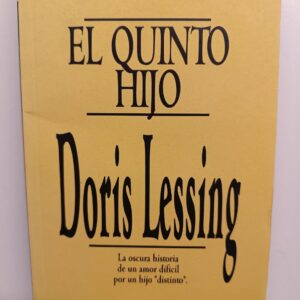 EL QUINTO
HIJO
Doris Lessing
La oscura historia
de un amor difícil
por un hijo "distinto".